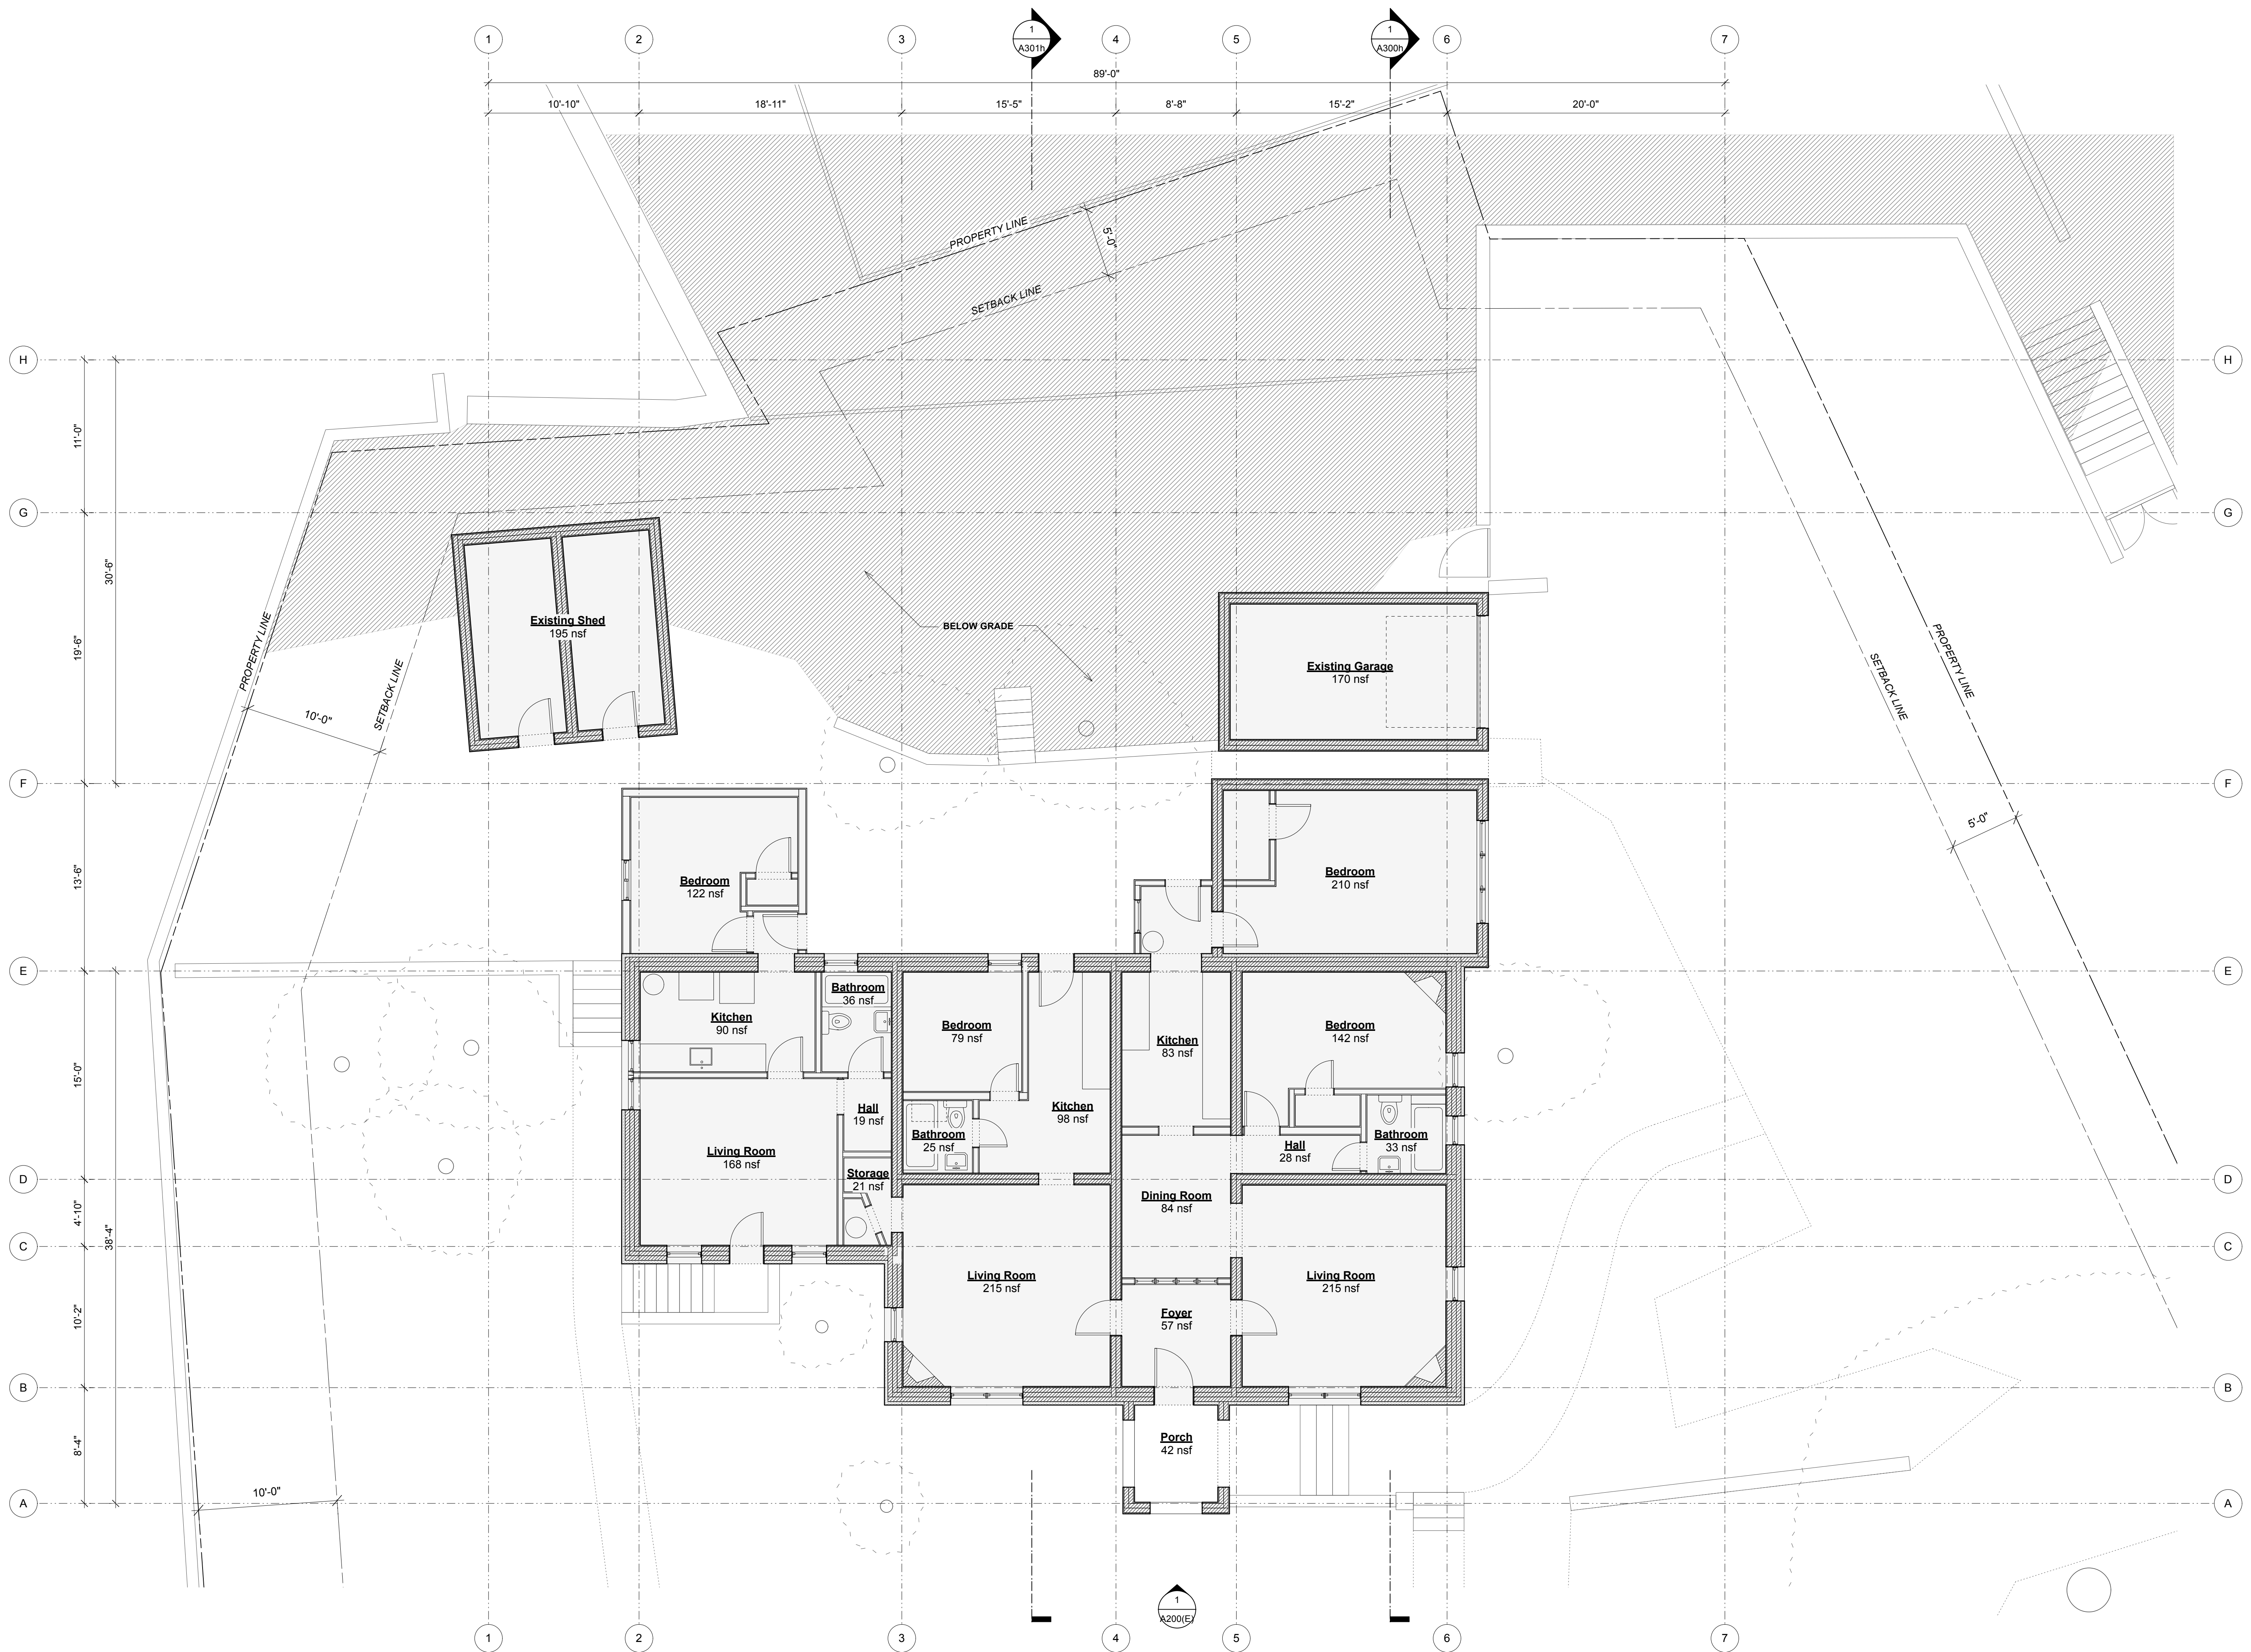 1
2
3
1
A301h
4
5
1
A300h
6
7
89'-0"
10'-10"
18'-11"
15'-5"
8'-8"
15'-2"
20'-0"
PROPERTY LINE
5'-0"
SETBACK LINE
H
H
11'-0"
G
G
30'-6"
19'-6"
Existing Shed
195 nsf
BELOW GRADE
PROPERTY LINE
SETBACK LINE
10'-0"
Existing Garage
170 nsf
PROPERTY LINE
SETBACK LINE
F
F
5'-0"
13'-6"
Bedroom
122 nsf
Bedroom
210 nsf
E
E
Bathroom
36 nsf
Kitchen
90 nsf
Bedroom
79 nsf
Kitchen
83 nsf
Bedroom
142 nsf
15'-0"
Hall
19 nsf
Kitchen
98 nsf
Bathroom
25 nsf
Hall
28 nsf
Bathroom
33 nsf
Living Room
168 nsf
Storage
21 nsf
D
D
Dining Room
84 nsf
4'-10"
38'-4"
C
C
Living Room
215 nsf
Living Room
215 nsf
10'-2"
Foyer
57 nsf
B
B
8'-4"
Porch
42 nsf
10'-0"
A
A
1
A200(E)
1
2
3
4
5
6
7